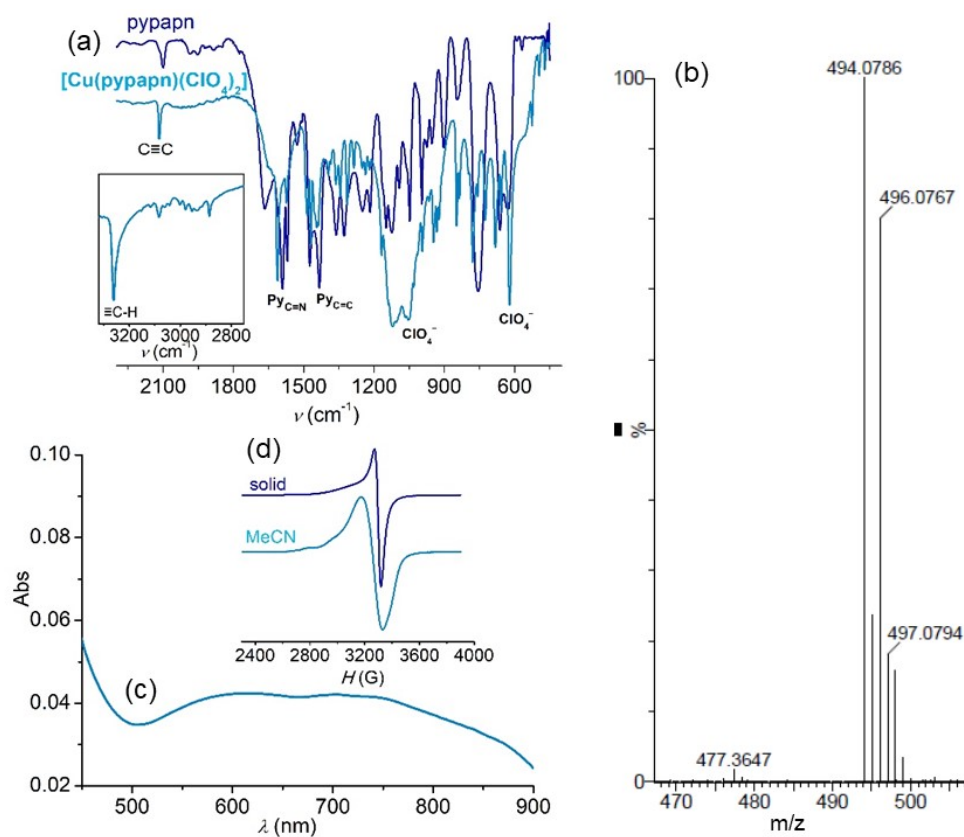 (a)
pypapn
[Cu(pypapn)(ClO4)2]
C≡C
≡C-H
3200 3000 2800
ν (cm-1)
PyC=N
PyC=C
ClO4−
ClO4−
2100 1800 1500 1200 900 600
ν (cm-1)
(b)
100
%
0
494.0786
496.0767
497.0794
477.3647
470 480 490 500
m/z
(c)
0.10
0.08
0.06
0.04
0.02
Abs
500 600 700 800 900
λ (nm)
(d)
solid
MeCN
2400 2800 3200 3600 4000
H (G)